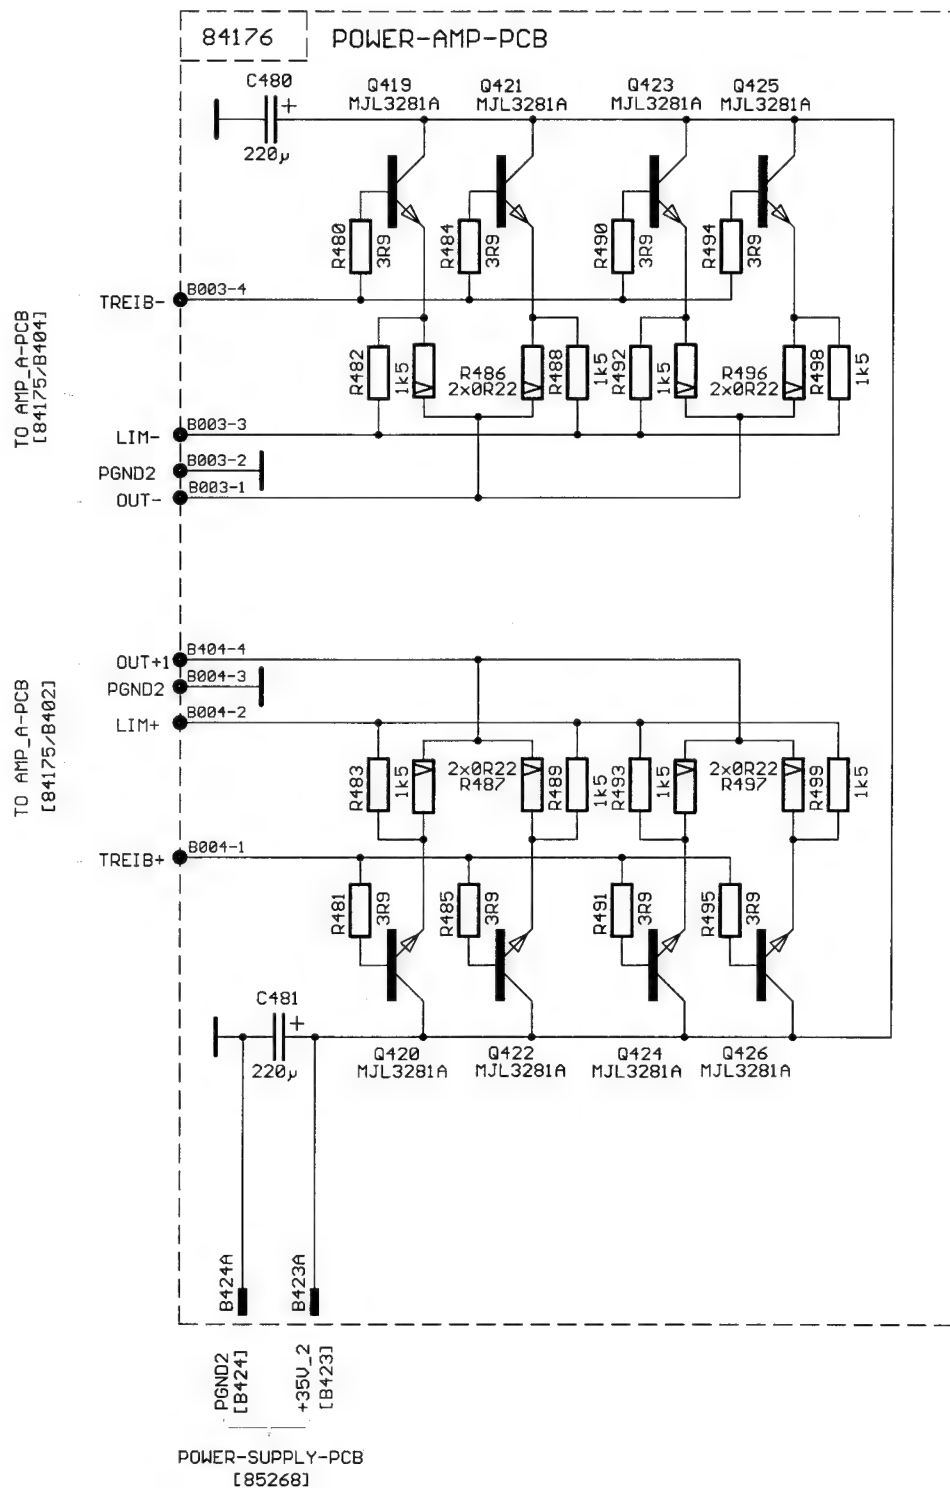 84176
POWER-AMP-PCB
C480
+
220µ
Q419
MJL3281A
Q421
MJL3281A
Q423
MJL3281A
Q425
MJL3281A
R480
3R9
R484
3R9
R490
3R9
R494
3R9
TO AMP_A-PCB
[84175/B404]
TREIB-
B003-4
R482
1k5
R486
2x0R22
R488
1k5
R492
1k5
R496
2x0R22
R498
1k5
LIM-
B003-3
PGND2
B003-2
OUT-
B003-1
TO AMP_A-PCB
[84175/B402]
OUT+1
B404-4
PGND2
B004-3
LIM+
B004-2
R483
1k5
2x0R22
R487
R489
1k5
R493
1k5
2x0R22
R497
R499
1k5
TREIB+
B004-1
R481
3R9
R485
3R9
R491
3R9
R495
3R9
C481
+
220µ
Q420
MJL3281A
Q422
MJL3281A
Q424
MJL3281A
Q426
MJL3281A
B424A
B423A
PGND2
[B424]
+35V_2
[B423]
POWER-SUPPLY-PCB
[85268]